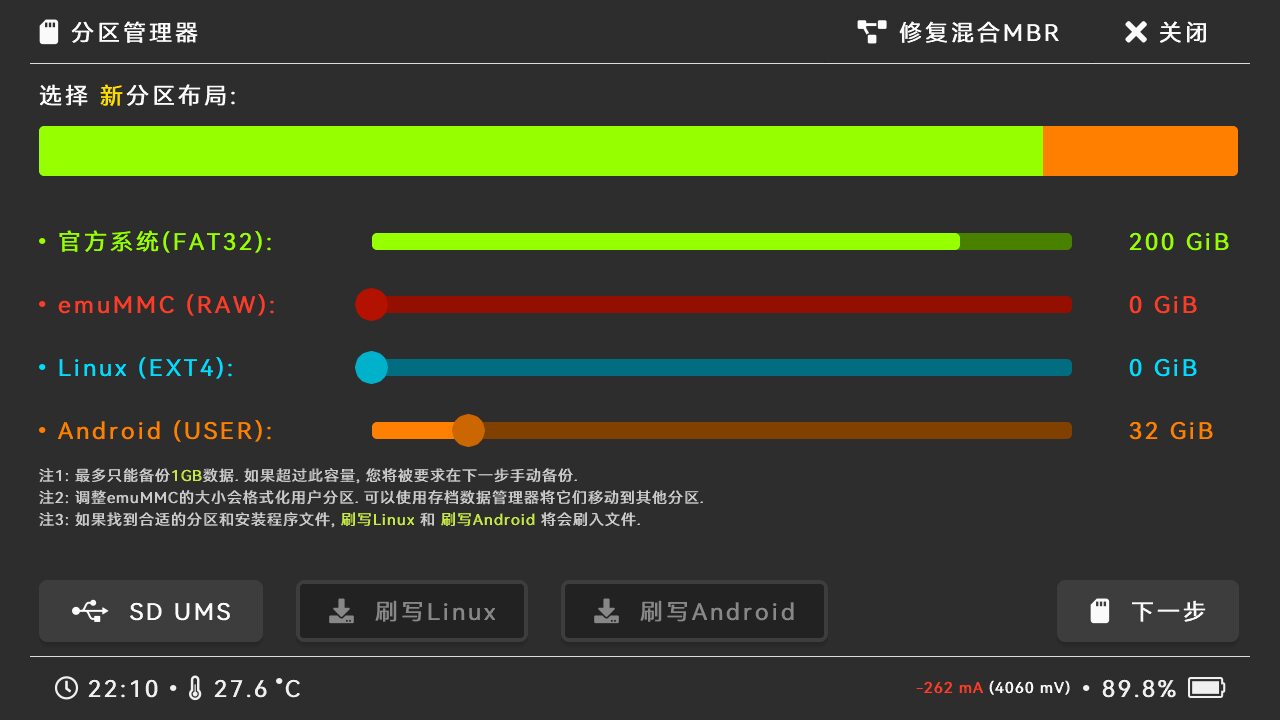 分区管理器 修复混合MBR 关闭
选择 新分区布局:
• 官方系统(FAT32): 200 GiB
• emuMMC (RAW): 0 GiB
• Linux (EXT4): 0 GiB
• Android (USER): 32 GiB
注1: 最多只能备份1GB数据. 如果超过此容量, 您将被要求在下一步手动备份.
注2: 调整emuMMC的大小会格式化用户分区. 可以使用存档数据管理器将它们移动到其他分区.
注3: 如果找到合适的分区和安装程序文件, 刷写Linux 和 刷写Android 将会刷入文件.
SD UMS 刷写Linux 刷写Android 下一步
22:10 • 27.6 °C -262 mA (4060 mV) • 89.8%